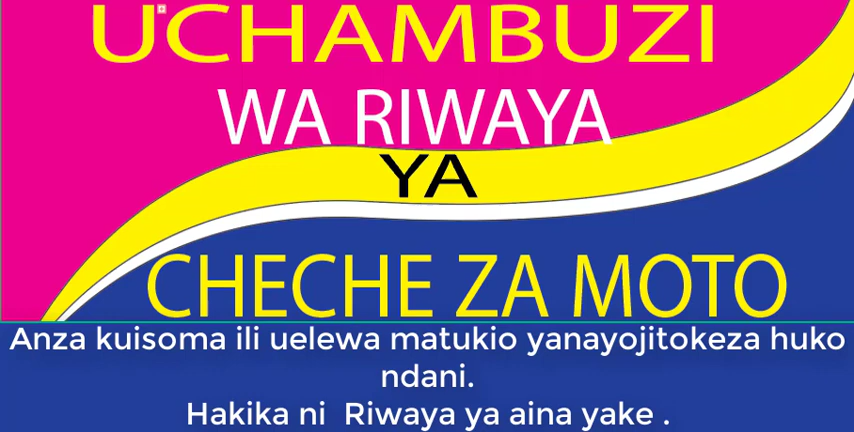 UCHAMBUZI
WA RIWAYA
YA
CHECHE ZA MOTO
Anza kuisoma ili uelewa matukio yanayojitokeza huko
ndani.
Hakika ni Riwaya ya aina yake .